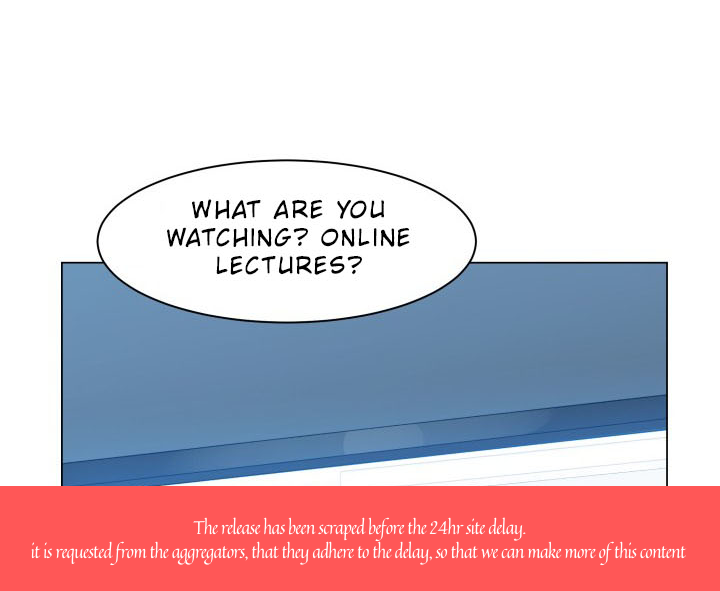 WHAT ARE YOU
WATCHING? ONLINE
LECTURES?
The release has been scraped before the 24hr site delay.
it is requested from the aggregators, that they adhere to the delay, so that we can make more of this content